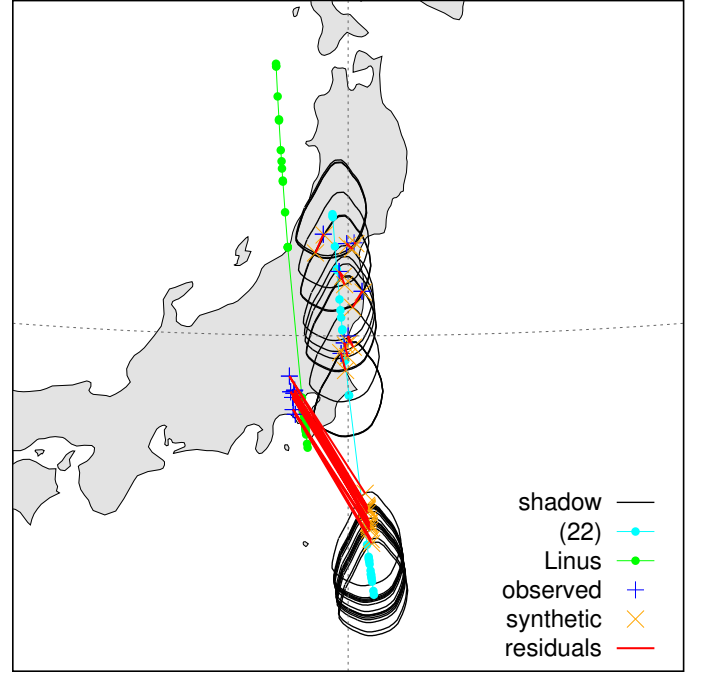 shadow
(22)
Linus
observed
synthetic
residuals